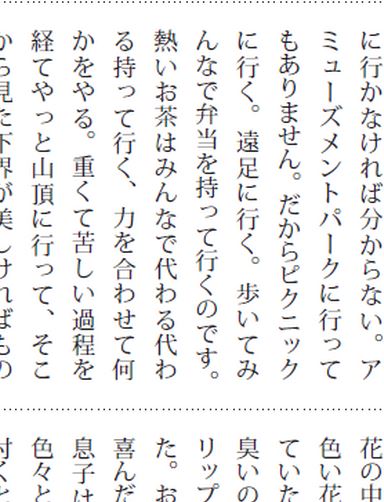 に行かなければ分からない。ア
ミューズメントパークに行って
もありません。だからピクニック
に行く。遠足に行く。歩いてみ
んなで弁当を持って行くのです。
熱いお茶はみんなで代わる代わ
る持って行く、力を合わせて何
かをやる。重くて苦しい過程を
経てやっと山頂に行って、そこ
から見た下界が美しければもの
花の中
色い花
ていた
臭いの
リップ
た。お
喜んだ
息子は
色々と
付くと